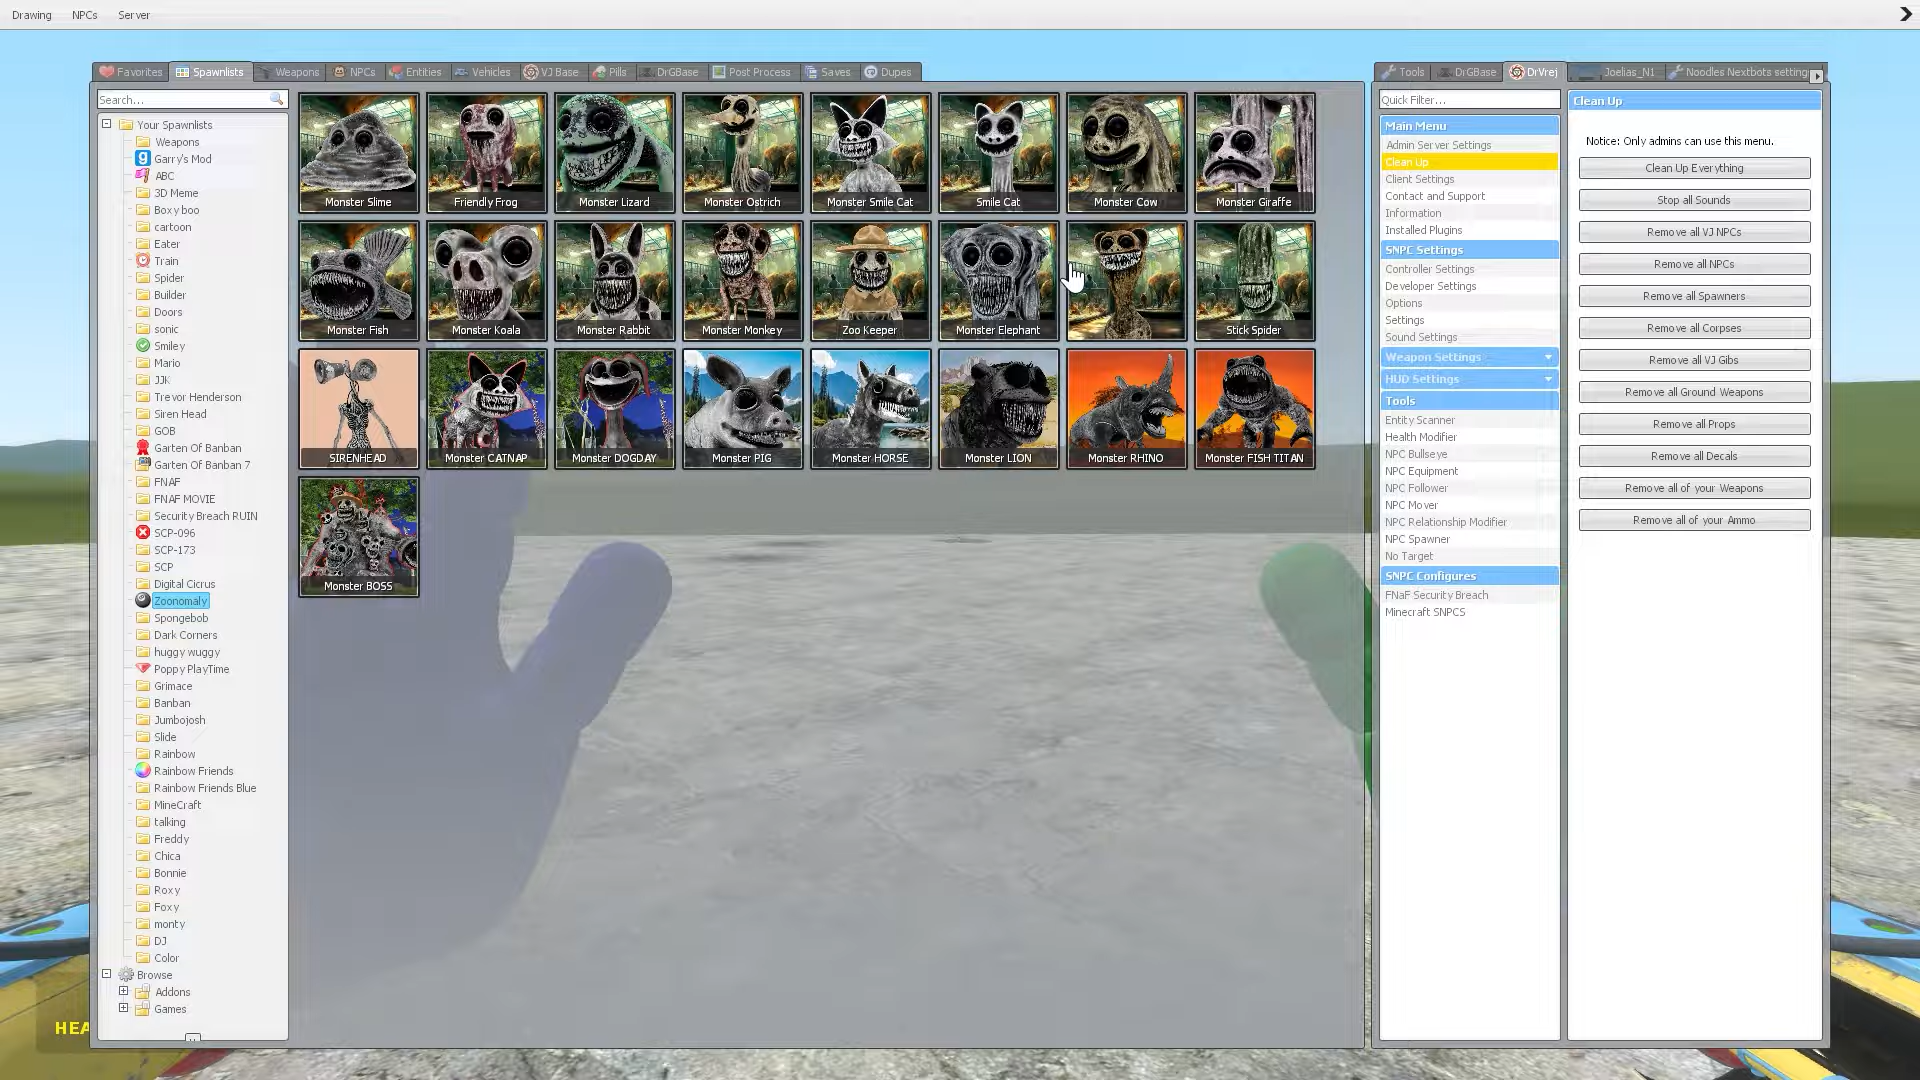 Drawing NPCs Server
Favorites Spawnlists Weapons NPCs Entities Vehicles VJ Base Pills DrGBase Post Process Saves Dupes
Search...
Your Spawnlists
Weapons
Garry's Mod
ABC
3D Meme
Boxy boo
cartoon
Eater
Train
Spider
Builder
Doors
sonic
Smiley
Mario
JJK
Trevor Henderson
Siren Head
GOB
Garten Of Banban
Garten Of Banban 7
FNAF
FNAF MOVIE
Security Breach RUIN
SCP-096
SCP-173
SCP
Digital Cicrus
Zoonomaly
Spongebob
Dark Corners
huggy wuggy
Poppy PlayTime
Grimace
Banban
Jumbojosh
Slide
Rainbow
Rainbow Friends
Rainbow Friends Blue
MineCraft
talking
Freddy
Chica
Bonnie
Roxy
Foxy
monty
DJ
Color
Browse
Addons
Games
HEA
Monster Slime Friendly Frog Monster Lizard Monster Ostrich Monster Smile Cat Smile Cat Monster Cow Monster Giraffe
Monster Fish Monster Koala Monster Rabbit Monster Monkey Zoo Keeper Monster Elephant Stick Spider
SIRENHEAD Monster CATNAP Monster DOGDAY Monster PIG Monster HORSE Monster LION Monster RHINO Monster FISH TITAN
Monster BOSS
Tools DrGBase DrVrej Joelias_N1 Noodles Nextbots setting
Quick Filter...
Main Menu
Admin Server Settings
Clean Up
Client Settings
Contact and Support
Information
Installed Plugins
SNPC Settings
Controller Settings
Developer Settings
Options
Settings
Sound Settings
Weapon Settings
HUD Settings
Tools
Entity Scanner
Health Modifier
NPC Bullseye
NPC Equipment
NPC Follower
NPC Mover
NPC Relationship Modifier
NPC Spawner
No Target
SNPC Configures
FNaF Security Breach
Minecraft SNPCS
Clean Up
Notice: Only admins can use this menu.
Clean Up Everything
Stop all Sounds
Remove all VJ NPCs
Remove all NPCs
Remove all Spawners
Remove all Corpses
Remove all VJ Gibs
Remove all Ground Weapons
Remove all Props
Remove all Decals
Remove all of your Weapons
Remove all of your Ammo